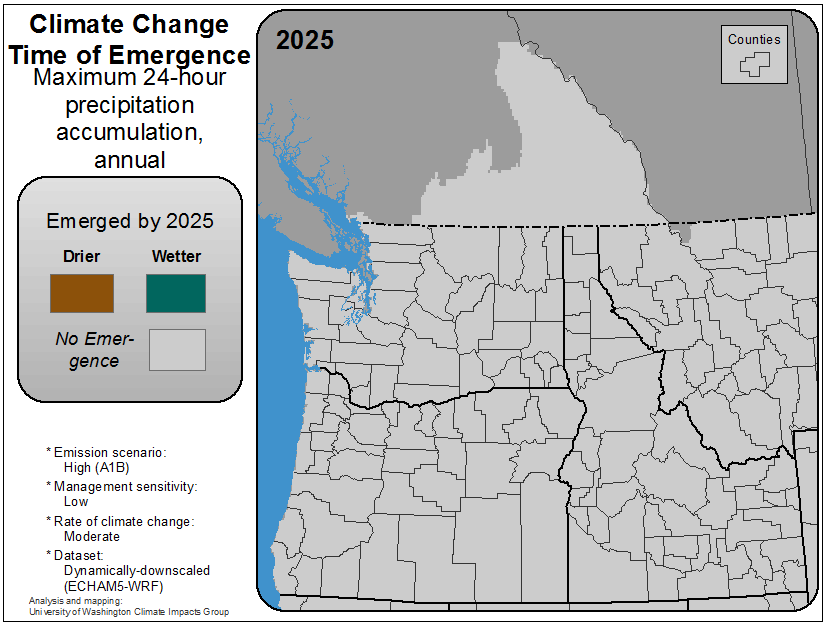 Climate Change
Time of Emergence
Maximum 24-hour
precipitation
accumulation,
annual
Emerged by 2025
Drier
Wetter
No Emer-
gence
* Emission scenario:
High (A1B)
* Management sensitivity:
Low
* Rate of climate change:
Moderate
* Dataset:
Dynamically-downscaled
(ECHAM5-WRF)
Analysis and mapping:
University of Washington Climate Impacts Group
2025
Counties